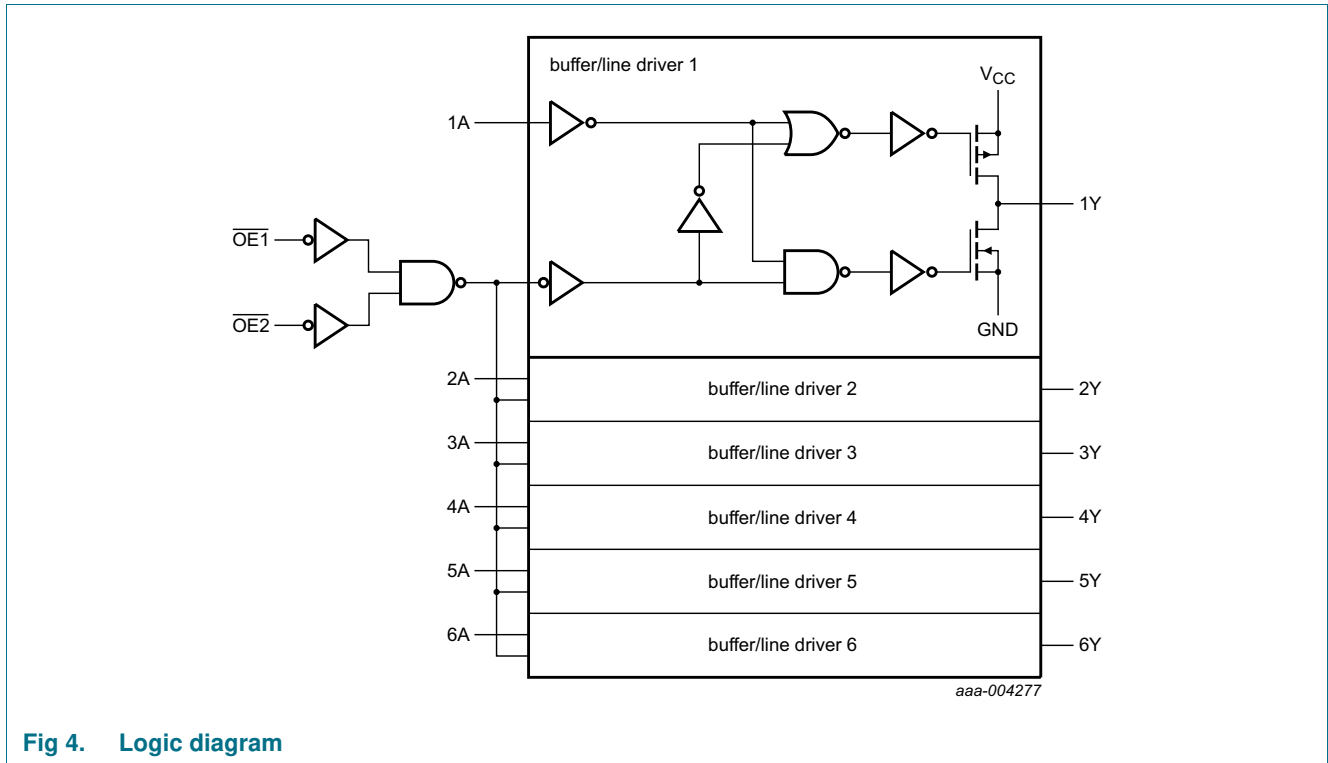 buffer/line driver 1
V_CC
1A
1Y
OE1
OE2
GND
2A
buffer/line driver 2
2Y
3A
buffer/line driver 3
3Y
4A
buffer/line driver 4
4Y
5A
buffer/line driver 5
5Y
6A
buffer/line driver 6
6Y
aaa-004277
Fig 4. Logic diagram